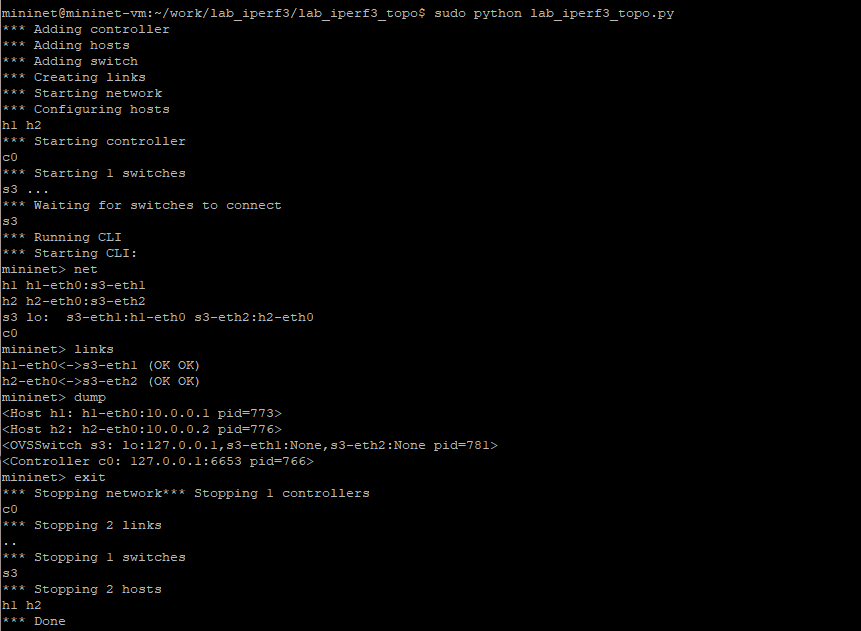 mininet@mininet-vm:~/work/lab_iperf3/lab_iperf3_topo$ sudo python lab_iperf3_topo.py
*** Adding controller
*** Adding hosts
*** Adding switch
*** Creating links
*** Starting network
*** Configuring hosts
h1 h2
*** Starting controller
c0
*** Starting 1 switches
s3 ...
*** Waiting for switches to connect
s3
*** Running CLI
*** Starting CLI:
mininet> net
h1 h1-eth0:s3-eth1
h2 h2-eth0:s3-eth2
s3 lo:  s3-eth1:h1-eth0 s3-eth2:h2-eth0
c0
mininet> links
h1-eth0<->s3-eth1 (OK OK)
h2-eth0<->s3-eth2 (OK OK)
mininet> dump
<Host h1: h1-eth0:10.0.0.1 pid=773>
<Host h2: h2-eth0:10.0.0.2 pid=776>
<OVSSwitch s3: lo:127.0.0.1,s3-eth1:None,s3-eth2:None pid=781>
<Controller c0: 127.0.0.1:6653 pid=766>
mininet> exit
*** Stopping network*** Stopping 1 controllers
c0
*** Stopping 2 links
..
*** Stopping 1 switches
s3
*** Stopping 2 hosts
h1 h2
*** Done